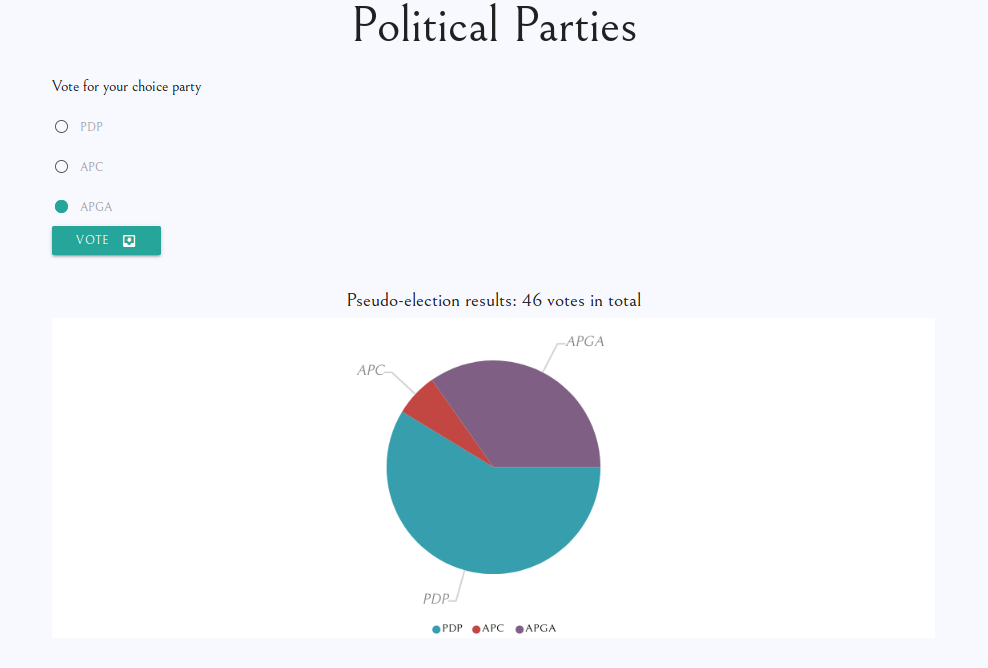 Political Parties
Vote for your choice party
PDP
APC
APGA
VOTE
Pseudo-election results: 46 votes in total
APGA
APC
PDP
PDP APC APGA